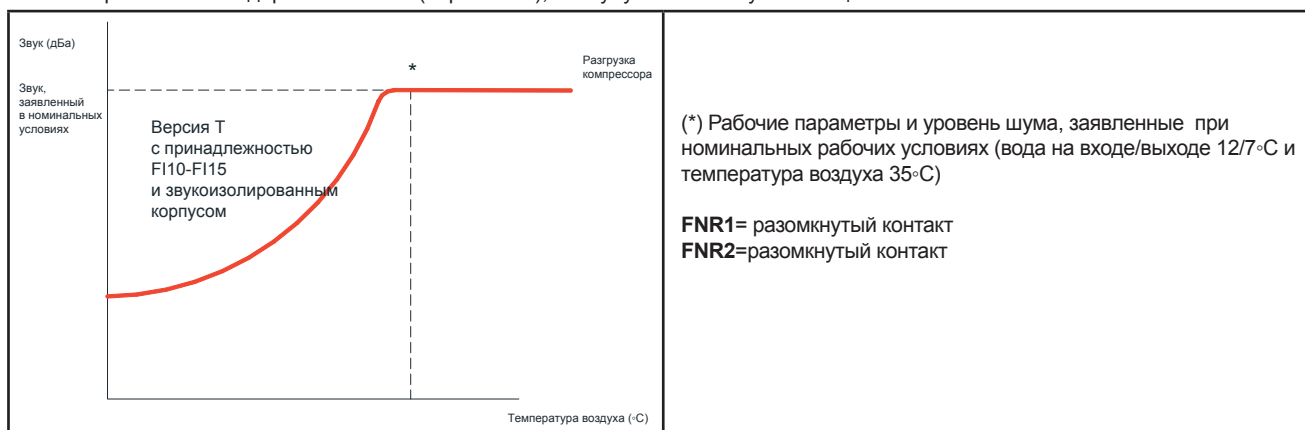 Звук (дБа)
Звук,
заявленный
в номинальных
условиях
*
Разгрузка
компрессора
Версия T
с принадлежностью
FI10-FI15
и звукоизолированным
корпусом
Температура воздуха (◦C)
(*) Рабочие параметры и уровень шума, заявленные при
номинальных рабочих условиях (вода на входе/выходе 12/7◦C и
температура воздуха 35◦C)
FNR1= разомкнутый контакт
FNR2=разомкнутый контакт